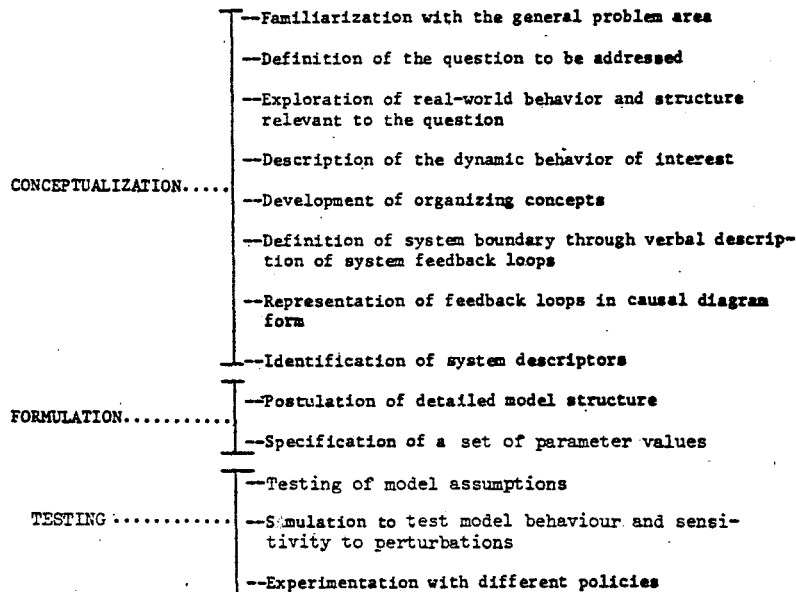 --Familiarization with the general problem area
--Definition of the question to be addressed
--Exploration of real-world behavior and structure
relevant to the question
--Description of the dynamic behavior of interest
CONCEPTUALIZATION.....
--Development of organizing concepts
--Definition of system boundary through verbal descrip-
tion of system feedback loops
--Representation of feedback loops in causal diagram
form
--Identification of system descriptors
--Postulation of detailed model structure
FORMULATION............
--Specification of a set of parameter values
--Testing of model assumptions
TESTING ............
--Simulation to test model behaviour and sensi-
tivity to perturbations
--Experimentation with different policies